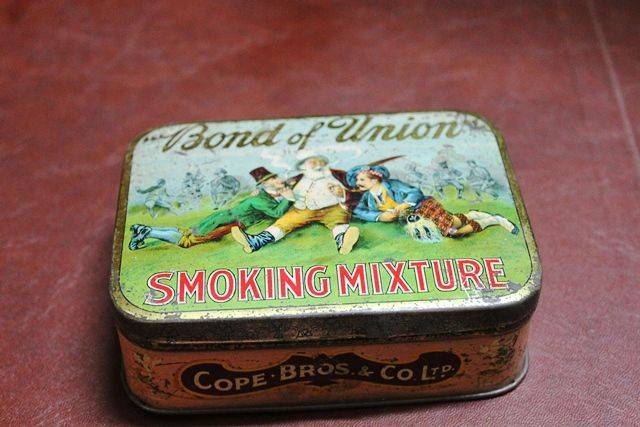 "Bond of Union"
SMOKING MIXTURE
COPE·BROS.& CO. LTD.